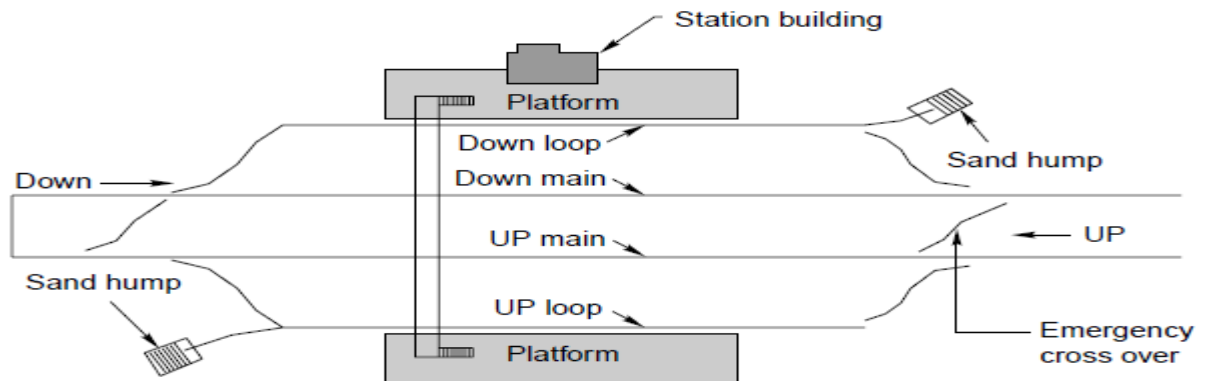 Station building
Platform
Down loop
Sand hump
Down
Down main
UP main
UP
Sand hump
UP loop
Emergency
cross over
Platform